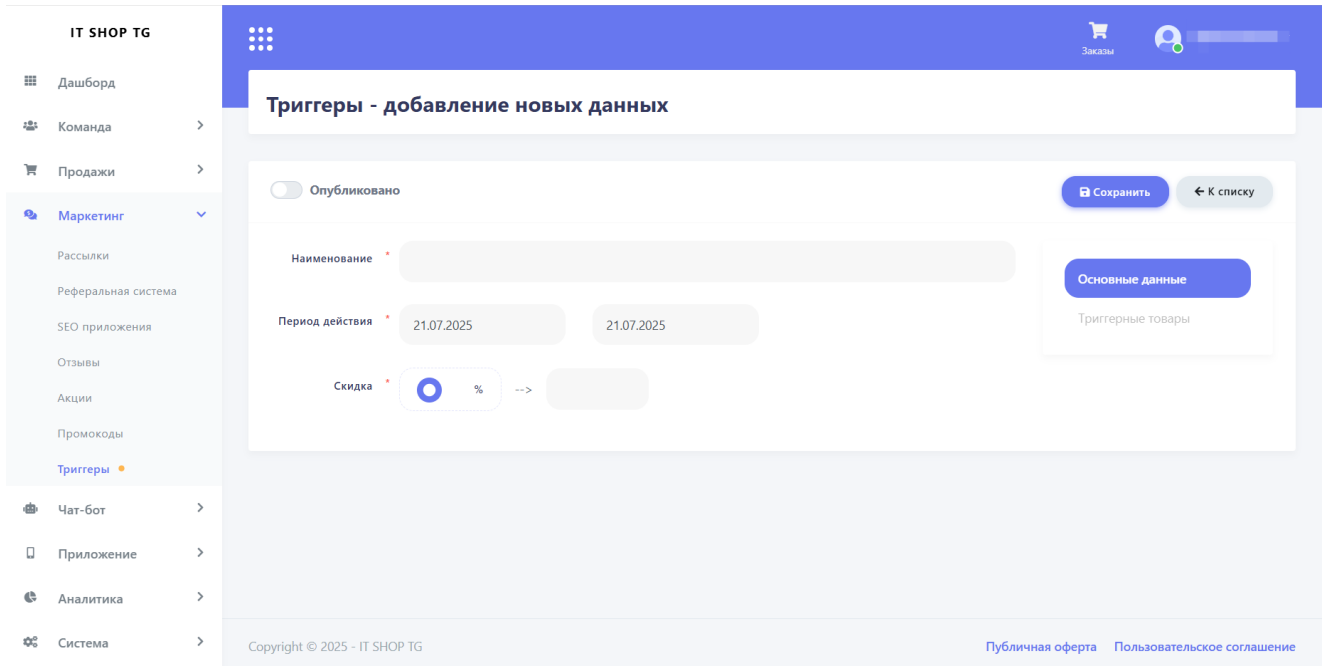 IT SHOP TG
Заказы
Дашборд
Команда
Продажи
Маркетинг
Рассылки
Реферальная система
SEO приложения
Отзывы
Акции
Промокоды
Триггеры
Чат-бот
Приложение
Аналитика
Система
Триггеры - добавление новых данных
Опубликовано
Сохранить
К списку
Наименование *
Период действия * 21.07.2025 21.07.2025
Скидка * % -->
Основные данные
Триггерные товары
Copyright © 2025 - IT SHOP TG
Публичная оферта Пользовательское соглашение